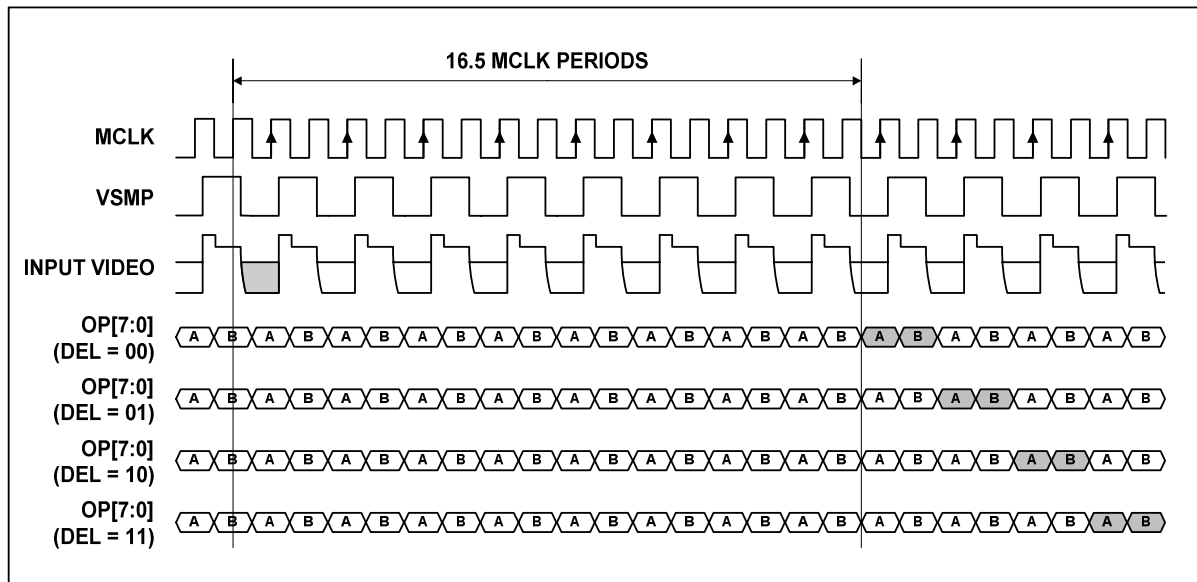 16.5 MCLK PERIODS
MCLK
VSMP
INPUT VIDEO
OP[7:0]
(DEL = 00)
A B A B A B A B A B A B A B A B A B A B A B A B A B
OP[7:0]
(DEL = 01)
A B A B A B A B A B A B A B A B A B A B A B A B A B
OP[7:0]
(DEL = 10)
A B A B A B A B A B A B A B A B A B A B A B A B A B
OP[7:0]
(DEL = 11)
A B A B A B A B A B A B A B A B A B A B A B A B A B